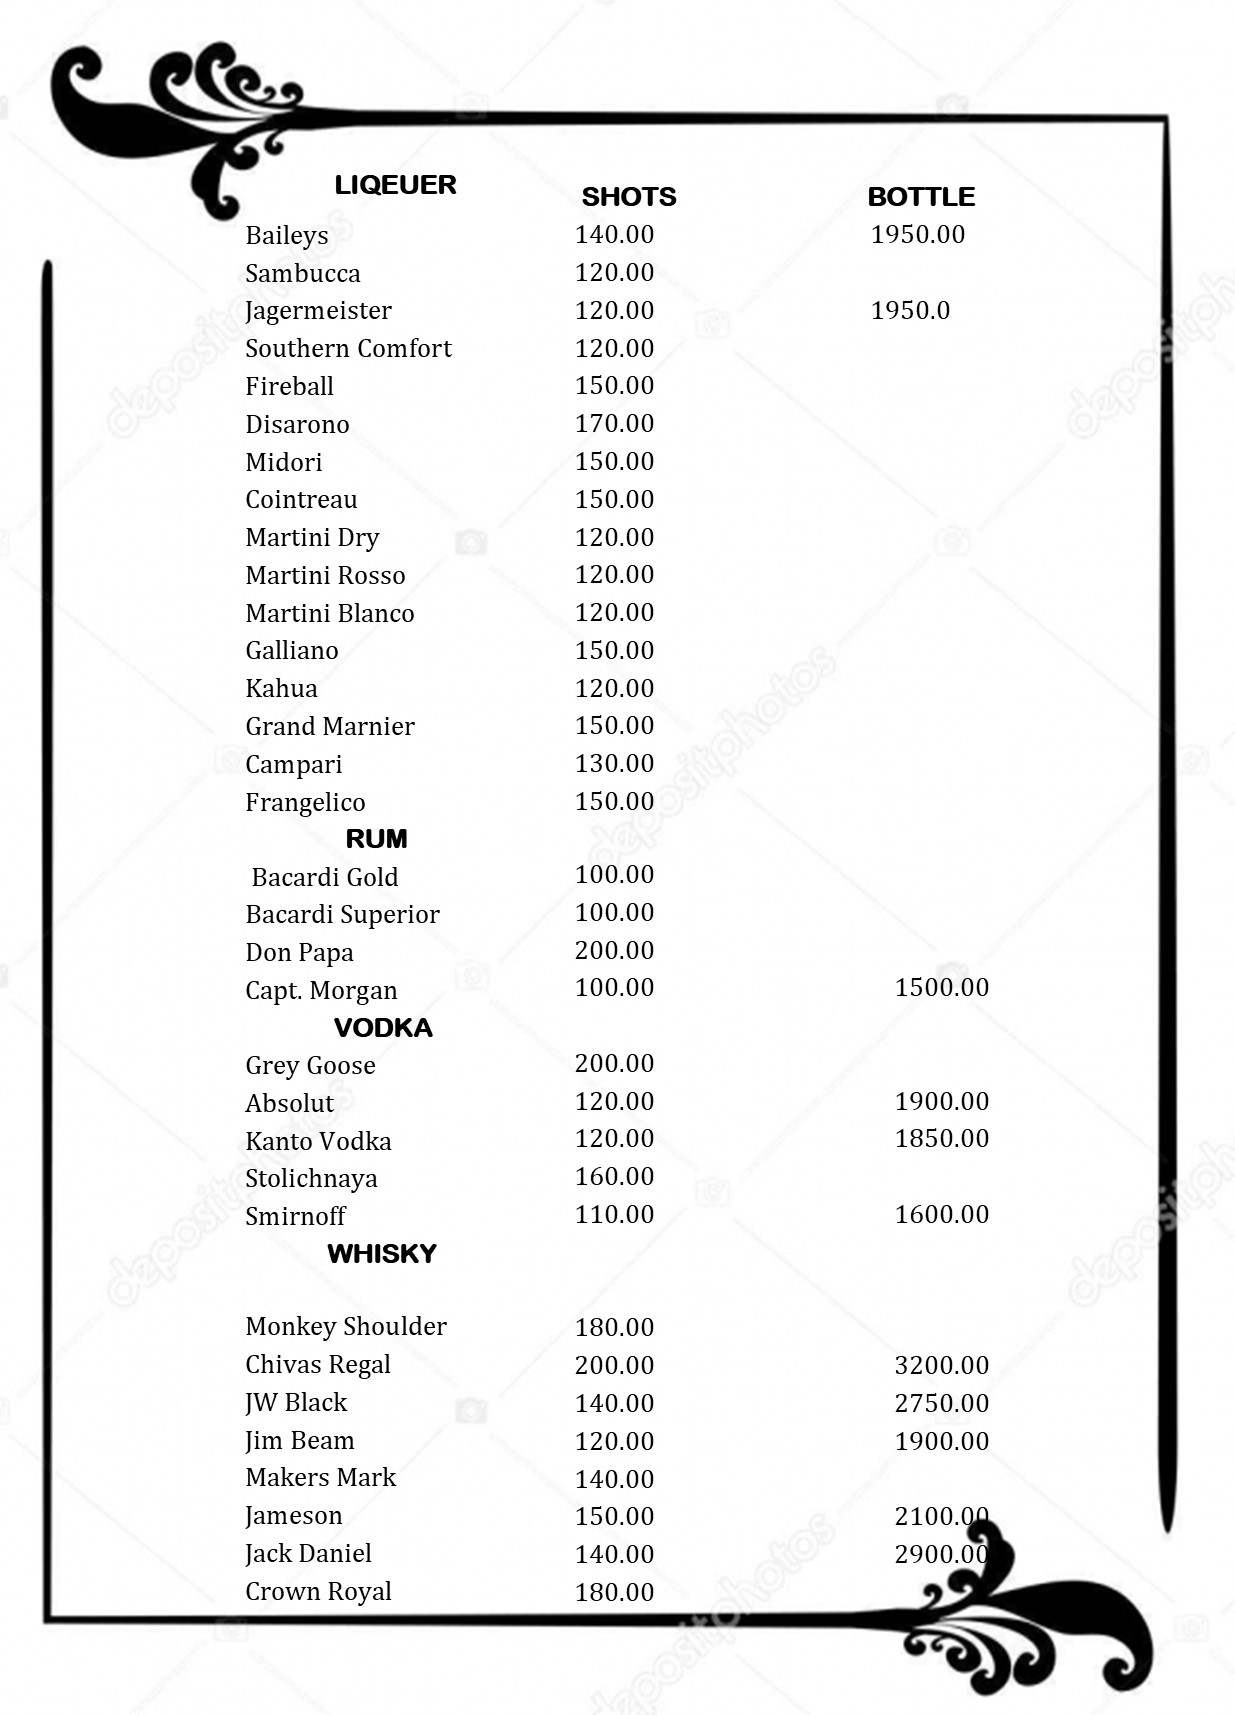 LIQEUER SHOTS BOTTLE
Baileys 140.00 1950.00
Sambucca 120.00
Jagermeister 120.00 1950.0
Southern Comfort 120.00
Fireball 150.00
Disarono 170.00
Midori 150.00
Cointreau 150.00
Martini Dry 120.00
Martini Rosso 120.00
Martini Blanco 120.00
Galliano 150.00
Kahua 120.00
Grand Marnier 150.00
Campari 130.00
Frangelico 150.00
RUM
Bacardi Gold 100.00
Bacardi Superior 100.00
Don Papa 200.00
Capt. Morgan 100.00 1500.00
VODKA
Grey Goose 200.00
Absolut 120.00 1900.00
Kanto Vodka 120.00 1850.00
Stolichnaya 160.00
Smirnoff 110.00 1600.00
WHISKY
Monkey Shoulder 180.00
Chivas Regal 200.00 3200.00
JW Black 140.00 2750.00
Jim Beam 120.00 1900.00
Makers Mark 140.00
Jameson 150.00 2100.00
Jack Daniel 140.00 2900.00
Crown Royal 180.00
depositphotos
depositphotos
depositphotos
depositphotos
depositphotos